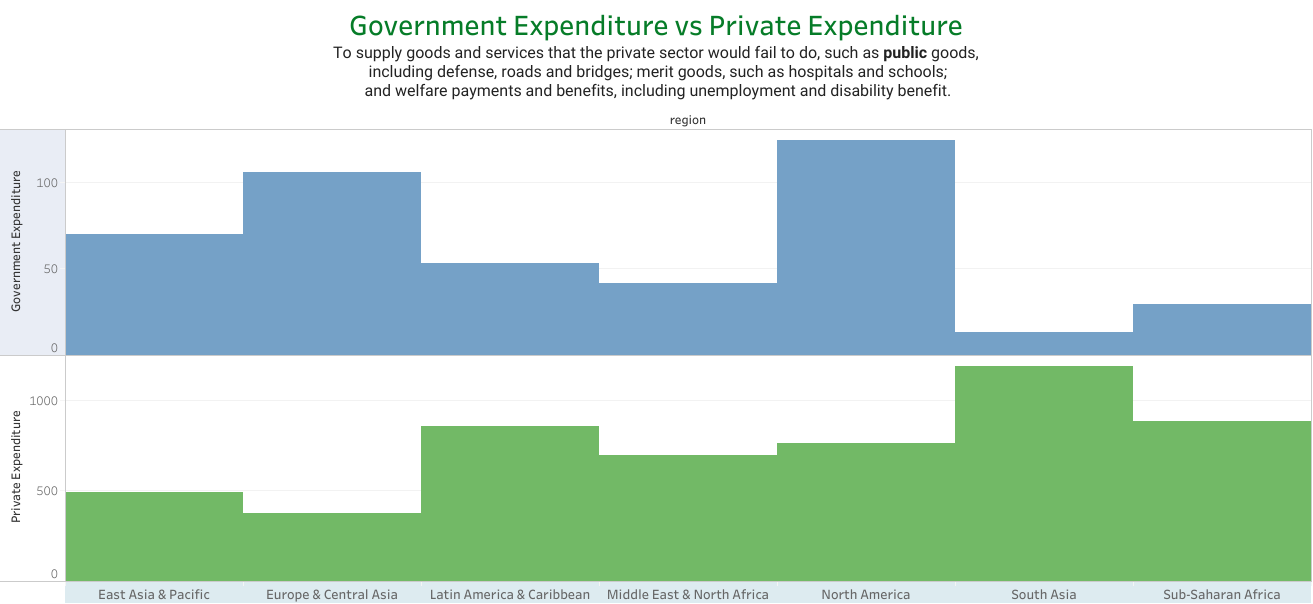 Government Expenditure vs Private Expenditure
To supply goods and services that the private sector would fail to do, such as public goods,
including defense, roads and bridges; merit goods, such as hospitals and schools;
and welfare payments and benefits, including unemployment and disability benefit.
region
Government Expenditure
100
50
0
Private Expenditure
1000
500
0
East Asia & Pacific
Europe & Central Asia
Latin America & Caribbean
Middle East & North Africa
North America
South Asia
Sub-Saharan Africa